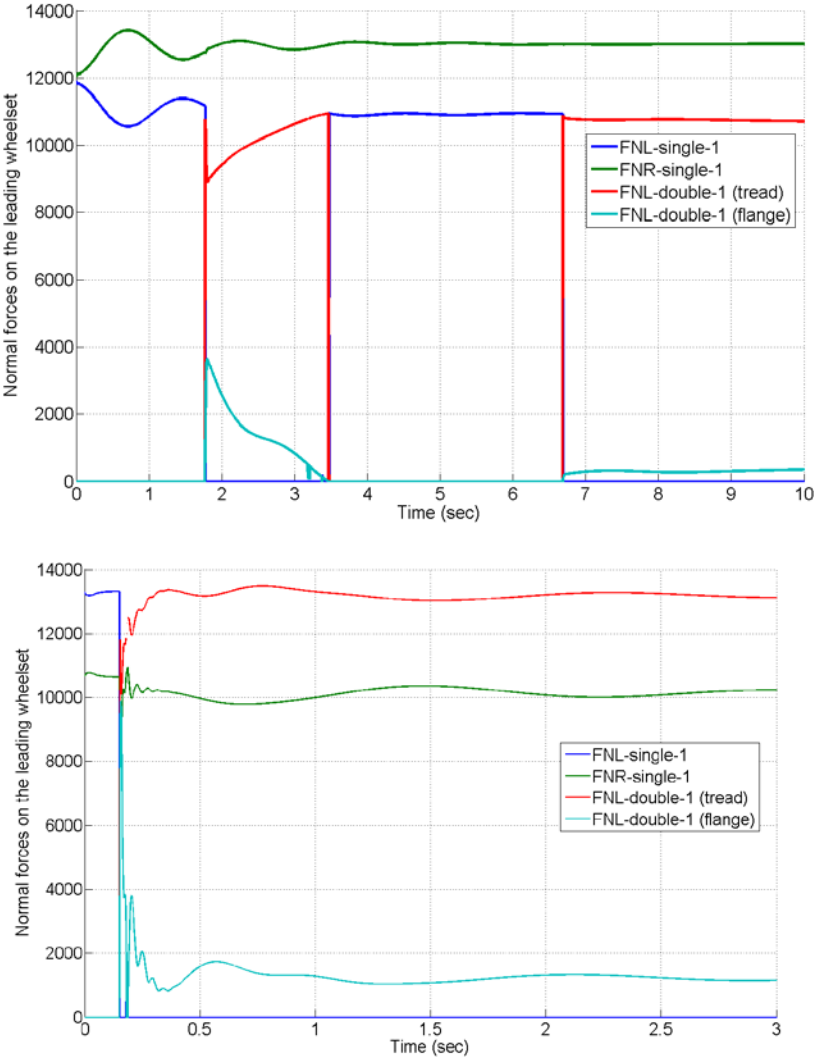 14000
12000
10000
8000
6000
4000
2000
0
Normal forces on the leading wheelset
FNL-single-1
FNR-single-1
FNL-double-1 (tread)
FNL-double-1 (flange)
0 1 2 3 4 5 6 7 8 9 10
Time (sec)
14000
12000
10000
8000
6000
4000
2000
0
Normal forces on the leading wheelset
FNL-single-1
FNR-single-1
FNL-double-1 (tread)
FNL-double-1 (flange)
0 0.5 1 1.5 2 2.5 3
Time (sec)